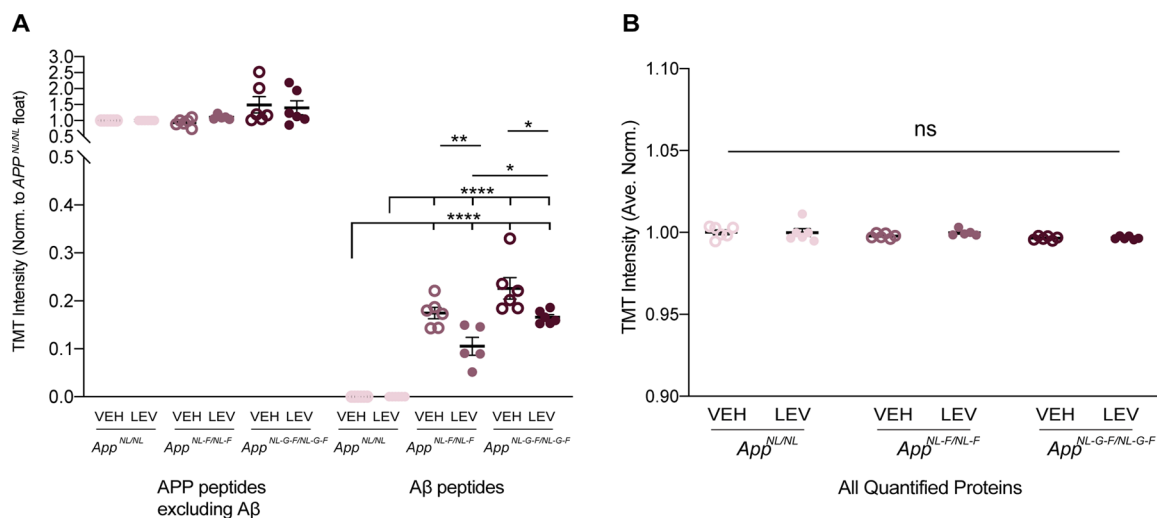 A
TMT Intensity (Norm. to APP NL/NL float)
3.0
2.5
2.0
1.5
1.0
0.5
0.5
0.4
0.3
0.2
0.1
0.0
**
*
*
****
****
VEH LEV VEH LEV VEH LEV VEH LEV VEH LEV VEH LEV
App NL/NL App NL-F/NL-F App NL-G-F/NL-G-F App NL/NL App NL-F/NL-F App NL-G-F/NL-G-F
APP peptides
excluding Aβ
Aβ peptides
B
TMT Intensity (Ave. Norm.)
1.10
1.05
1.00
0.95
0.90
ns
VEH LEV VEH LEV VEH LEV
App NL/NL App NL-F/NL-F App NL-G-F/NL-G-F
All Quantified Proteins